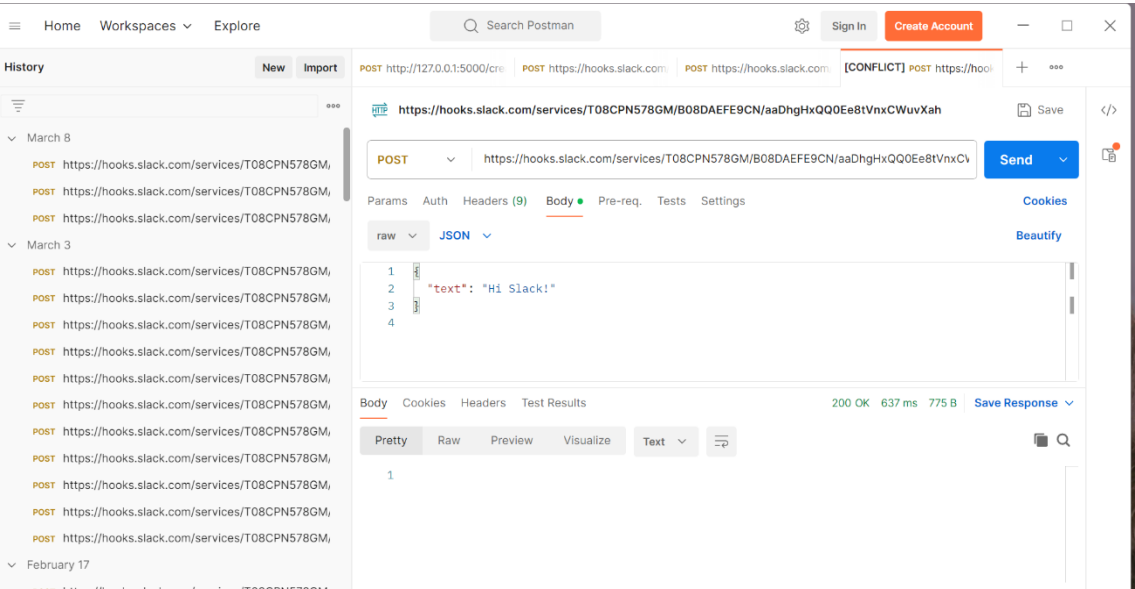 Home Workspaces Explore Search Postman Sign In Create Account
History New Import
POST http://127.0.0.1:5000/cre POST https://hooks.slack.com POST https://hooks.slack.com [CONFLICT] POST https://hook
https://hooks.slack.com/services/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 Save
March 8
POST https://hooks.slack.com/services/T08CPN578GM/
POST https://hooks.slack.com/services/T08CPN578GM/
POST https://hooks.slack.com/services/T08CPN578GM/
March 3
POST https://hooks.slack.com/services/T08CPN578GM/
POST https://hooks.slack.com/services/T08CPN578GM/
POST https://hooks.slack.com/services/T08CPN578GM/
POST https://hooks.slack.com/services/T08CPN578GM/
POST https://hooks.slack.com/services/T08CPN578GM/
POST https://hooks.slack.com/services/T08CPN578GM/
POST https://hooks.slack.com/services/T08CPN578GM/
POST https://hooks.slack.com/services/T08CPN578GM/
POST https://hooks.slack.com/services/T08CPN578GM/
POST https://hooks.slack.com/services/T08CPN578GM/
POST https://hooks.slack.com/services/T08CPN578GM/
February 17
POST https://hooks.slack.com/services/T08CPN578GM/B08DAEFE9CN/aaDhgHxQQ0Ee8tVnxCV Send
Params Auth Headers (9) Body Pre-req. Tests Settings Cookies
raw JSON Beautify
1 {
2 "text": "Hi Slack!"
3 }
4
Body Cookies Headers Test Results 200 OK 637 ms 775 B Save Response
Pretty Raw Preview Visualize Text
1